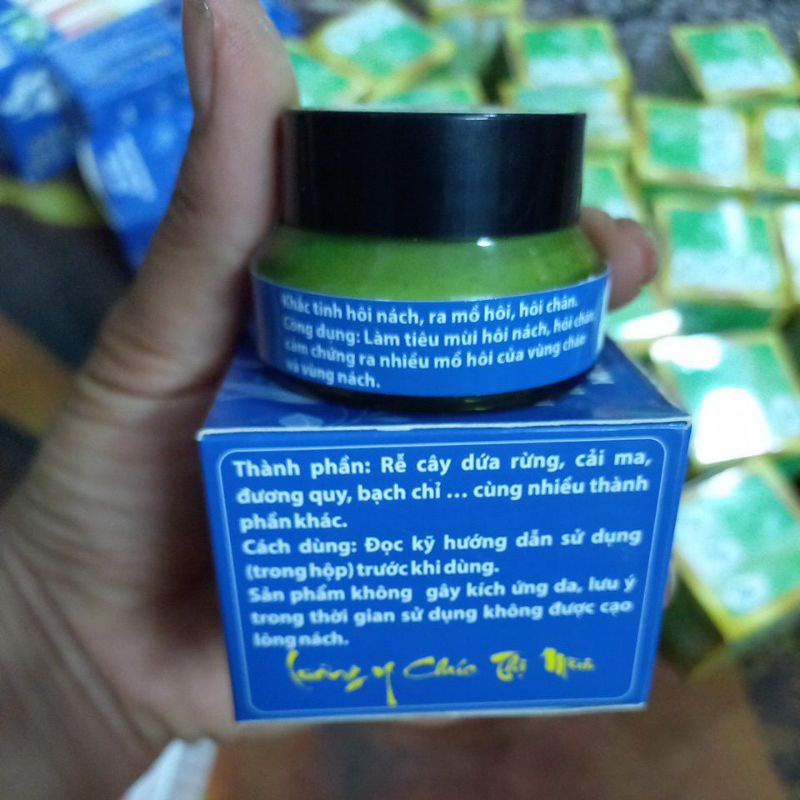 Khắc tinh hôi nách, ra mồ hôi, hôi chân.
Công dụng: Làm tiêu mùi hôi nách, hôi chân,
cầm chứng ra nhiều mồ hôi của vùng chân
và vùng nách.
Thành phần: Rễ cây dứa rừng, cải ma,
đương quy, bạch chỉ ... cùng nhiều thành
phần khác.
Cách dùng: Đọc kỹ hướng dẫn sử dụng
(trong hộp) trước khi dùng.
Sản phẩm không gây kích ứng da, lưu ý
trong thời gian sử dụng không được cạo
lông nách.
Lương y Chúc Thị Mùi